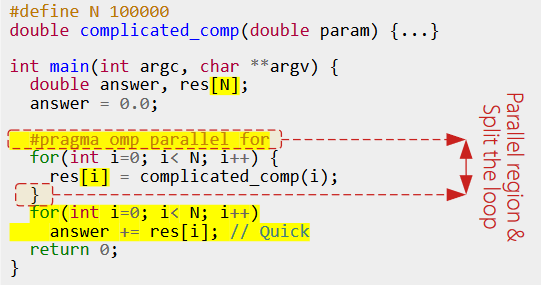 #define N 100000
double complicated_comp(double param) {...}

int main(int argc, char **argv) {
  double answer, res[N];
  answer = 0.0;

  #pragma omp parallel for
  for(int i=0; i< N; i++) {
    res[i] = complicated_comp(i);
  }
  for(int i=0; i< N; i++)
    answer += res[i]; // Quick
  return 0;
}
Parallel region &
Split the loop